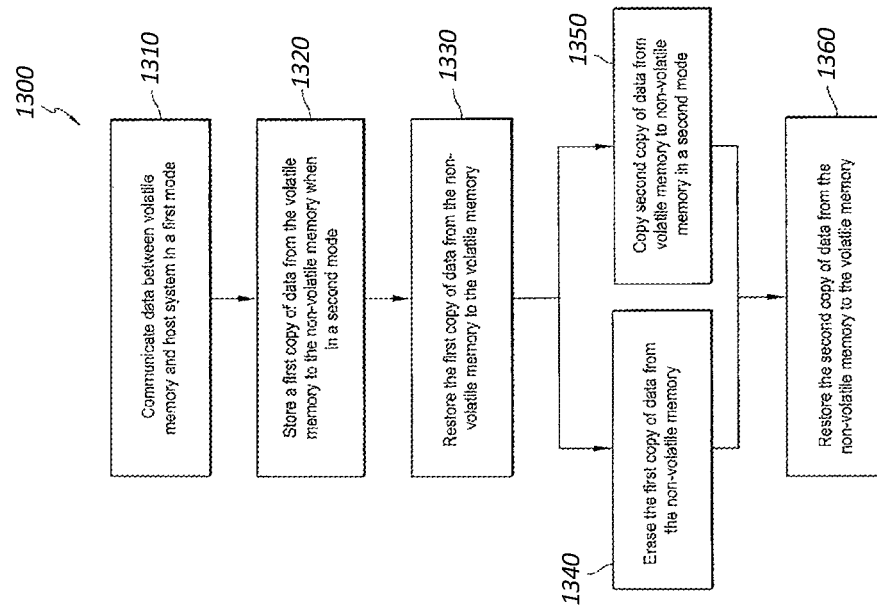 1300
1310
Communicate data between volatile
memory and host system in a first mode
1320
Store a first copy of data from the volatile
memory to the non-volatile memory when
in a second mode
1330
Restore the first copy of data from the non-
volatile memory to the volatile memory
1340
Erase the first copy of data from
the non-volatile memory
1350
Copy second copy of data from
volatile memory to non-volatile
memory in a second mode
1360
Restore the second copy of data from the
non-volatile memory to the volatile memory